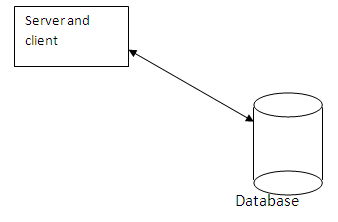 Server and
client
Database